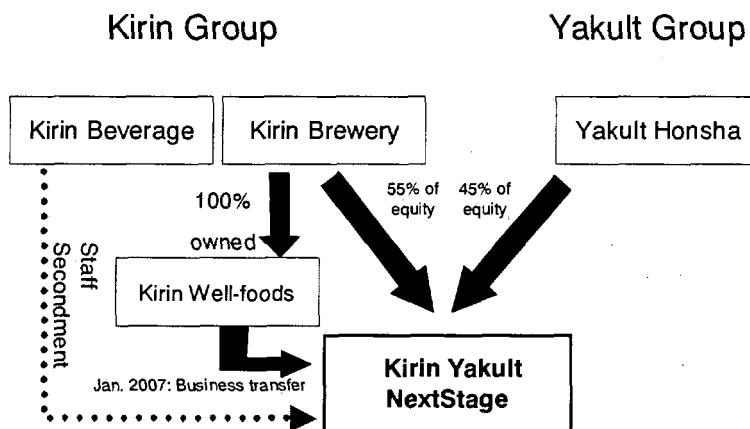 Kirin Group
Yakult Group
Kirin Beverage
Kirin Brewery
Yakult Honsha
100%
owned
55% of
equity
45% of
equity
Staff
Secondment
Kirin Well-foods
Jan. 2007: Business transfer
Kirin Yakult
NextStage